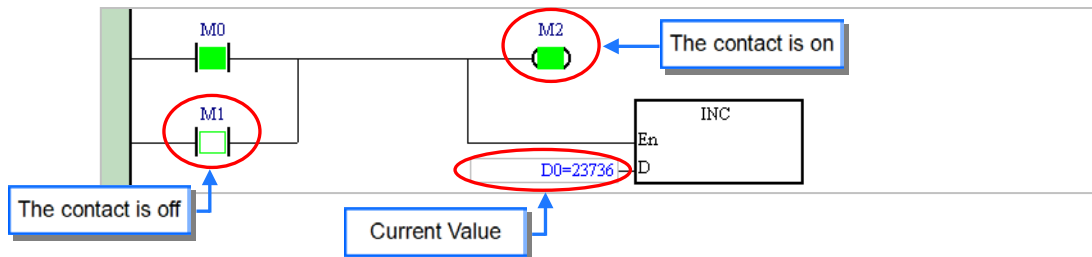 M0
M2
The contact is on
M1
INC
En
D0=23736
D
The contact is off
Current Value